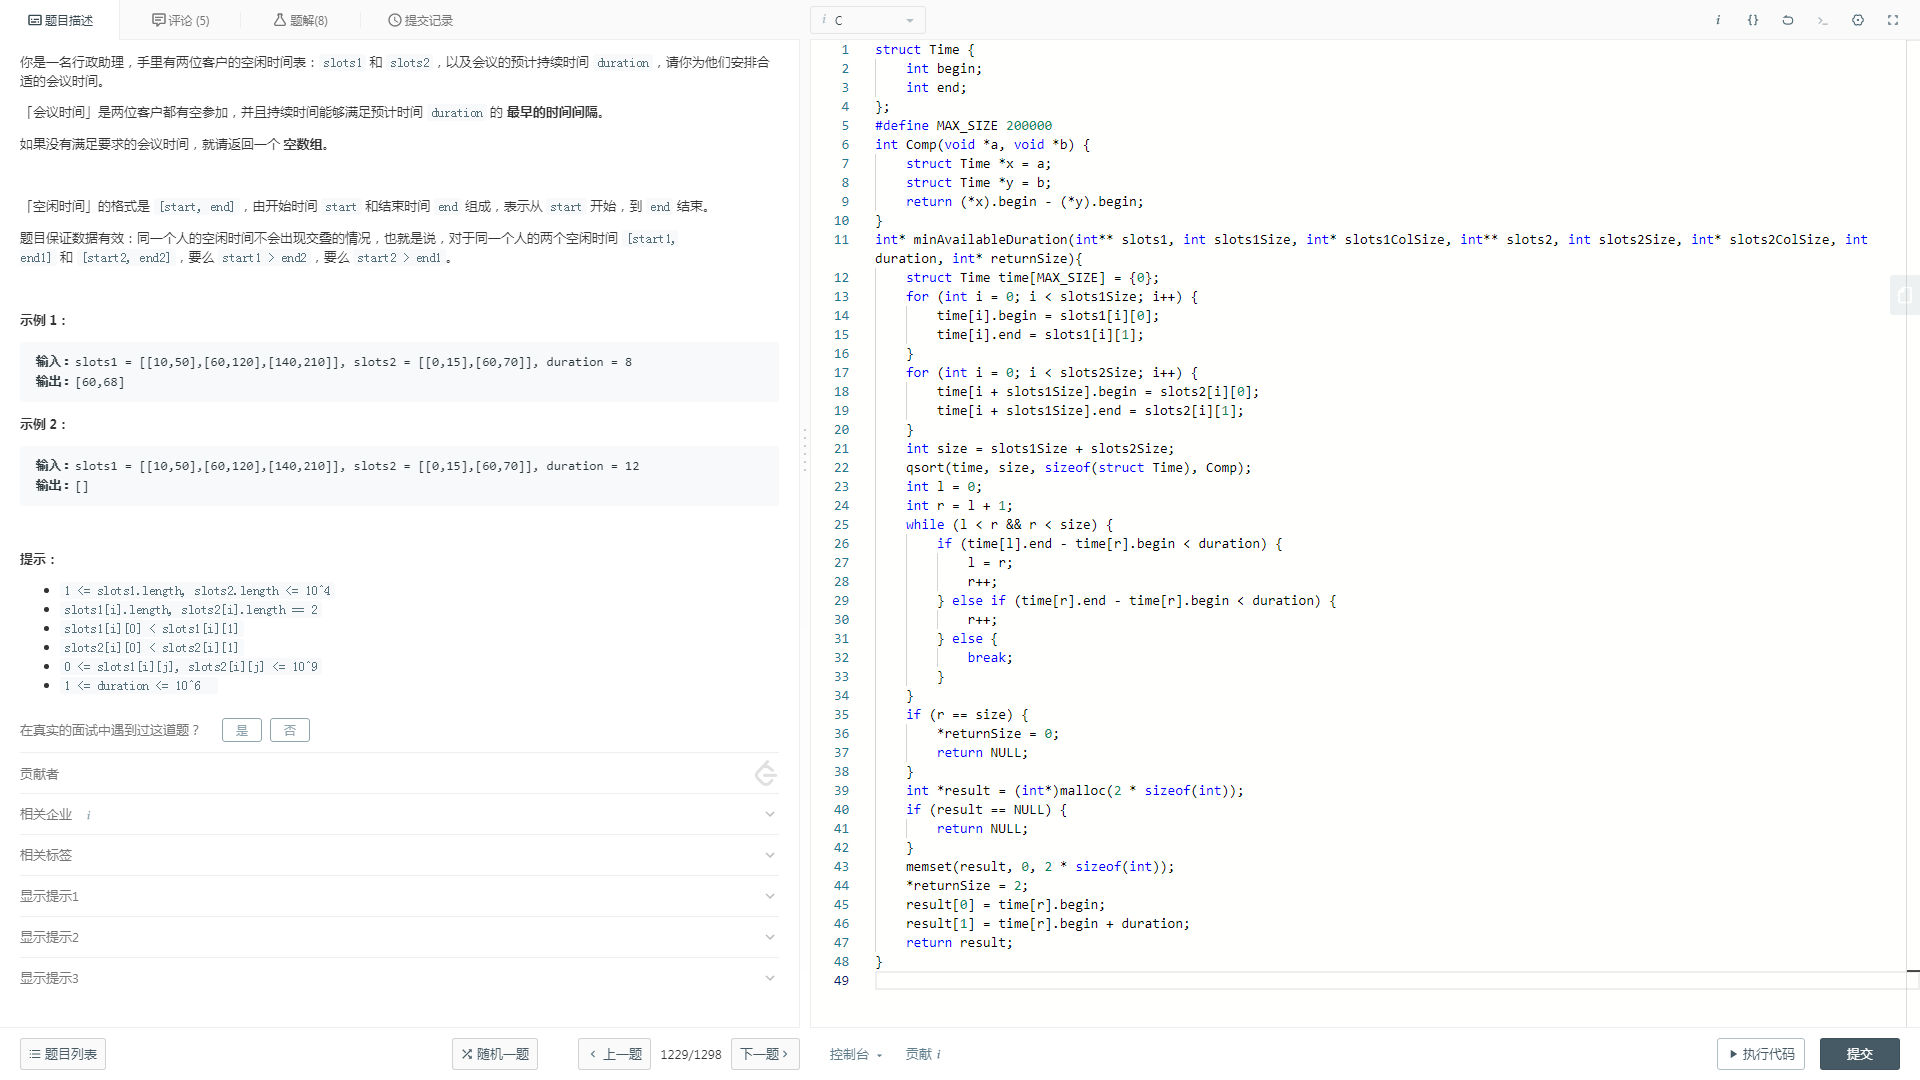 题目描述
评论 (5)
题解(8)
提交记录
你是一名行政助理，手里有两位客户的空闲时间表：slots1 和 slots2，以及会议的预计持续时间 duration，请你为他们安排合
适的会议时间。
「会议时间」是两位客户都有空参加，并且持续时间能够满足预计时间 duration 的 最早的时间间隔。
如果没有满足要求的会议时间，就请返回一个 空数组。
「空闲时间」的格式是 [start, end]，由开始时间 start 和结束时间 end 组成，表示从 start 开始，到 end 结束。
题目保证数据有效：同一个人的空闲时间不会出现交叠的情况，也就是说，对于同一个人的两个空闲时间 [start1,
end1] 和 [start2, end2]，要么 start1 > end2，要么 start2 > end1。
示例 1：
输入：slots1 = [[10,50],[60,120],[140,210]], slots2 = [[0,15],[60,70]], duration = 8
输出：[60,68]
示例 2：
输入：slots1 = [[10,50],[60,120],[140,210]], slots2 = [[0,15],[60,70]], duration = 12
输出：[]
提示：
1 <= slots1.length, slots2.length <= 10^4
slots1[i].length, slots2[i].length == 2
slots1[i][0] < slots1[i][1]
slots2[i][0] < slots2[i][1]
0 <= slots1[i][j], slots2[i][j] <= 10^9
1 <= duration <= 10^6
在真实的面试中遇到过这道题？ 是 否
贡献者
相关企业 i
相关标签
显示提示1
显示提示2
显示提示3
题目列表
随机一题
上一题
1229/1298
下一题
i C
i {}
1 struct Time {
2 int begin;
3 int end;
4 };
5 #define MAX_SIZE 200000
6 int Comp(void *a, void *b) {
7 struct Time *x = a;
8 struct Time *y = b;
9 return (*x).begin - (*y).begin;
10 }
11 int* minAvailableDuration(int** slots1, int slots1Size, int* slots1ColSize, int** slots2, int slots2Size, int* slots2ColSize, int
duration, int* returnSize){
12 struct Time time[MAX_SIZE] = {0};
13 for (int i = 0; i < slots1Size; i++) {
14 time[i].begin = slots1[i][0];
15 time[i].end = slots1[i][1];
16 }
17 for (int i = 0; i < slots2Size; i++) {
18 time[i + slots1Size].begin = slots2[i][0];
19 time[i + slots1Size].end = slots2[i][1];
20 }
21 int size = slots1Size + slots2Size;
22 qsort(time, size, sizeof(struct Time), Comp);
23 int l = 0;
24 int r = l + 1;
25 while (l < r && r < size) {
26 if (time[l].end - time[r].begin < duration) {
27 l = r;
28 r++;
29 } else if (time[r].end - time[r].begin < duration) {
30 r++;
31 } else {
32 break;
33 }
34 }
35 if (r == size) {
36 *returnSize = 0;
37 return NULL;
38 }
39 int *result = (int*)malloc(2 * sizeof(int));
40 if (result == NULL) {
41 return NULL;
42 }
43 memset(result, 0, 2 * sizeof(int));
44 *returnSize = 2;
45 result[0] = time[r].begin;
46 result[1] = time[r].begin + duration;
47 return result;
48 }
49
控制台
贡献 i
执行代码
提交